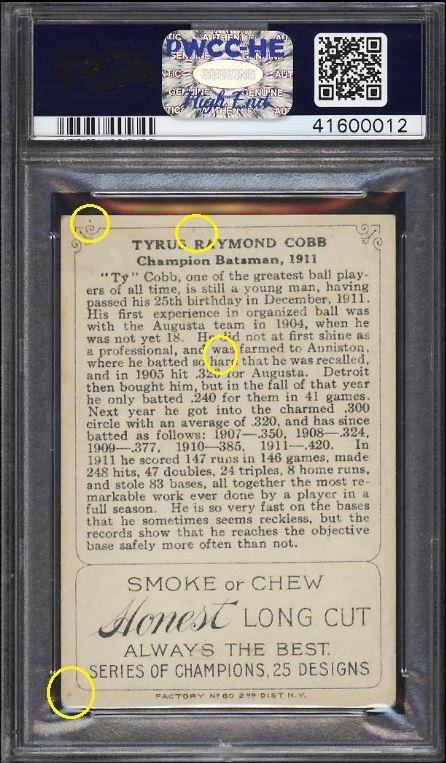 PWCC-HE
GENUINE
High End
41600012
TYRUS RAYMOND COBB
Champion Batsman, 1911
"Ty" Cobb, one of the greatest ball play-
ers of all time, is still a young man, having
passed his 25th birthday in December, 1911.
His first experience in organized ball was
with the Augusta team in 1904, when he
was not yet 18. He did not at first shine as
a professional, and was farmed to Anniston,
where he batted so hard that he was recalled,
and in 1905 hit .326 for Augusta. Detroit
then bought him, but in the fall of that year
he only batted .240 for them in 41 games.
Next year he got into the charmed .300
circle with an average of .320, and has since
batted as follows: 1907—.350, 1908—.324,
1909—.377, 1910—385, 1911—.420. In
1911 he scored 147 runs in 146 games, made
248 hits, 47 doubles, 24 triples, 8 home runs,
and stole 83 bases, all together the most re-
markable work ever done by a player in a
full season. He is so very fast on the bases
that he sometimes seems reckless, but the
records show that he reaches the objective
base safely more often than not.
SMOKE or CHEW
Honest LONG CUT
ALWAYS THE BEST.
SERIES OF CHAMPIONS, 25 DESIGNS
FACTORY Nº 60 2ND DIST N.Y.